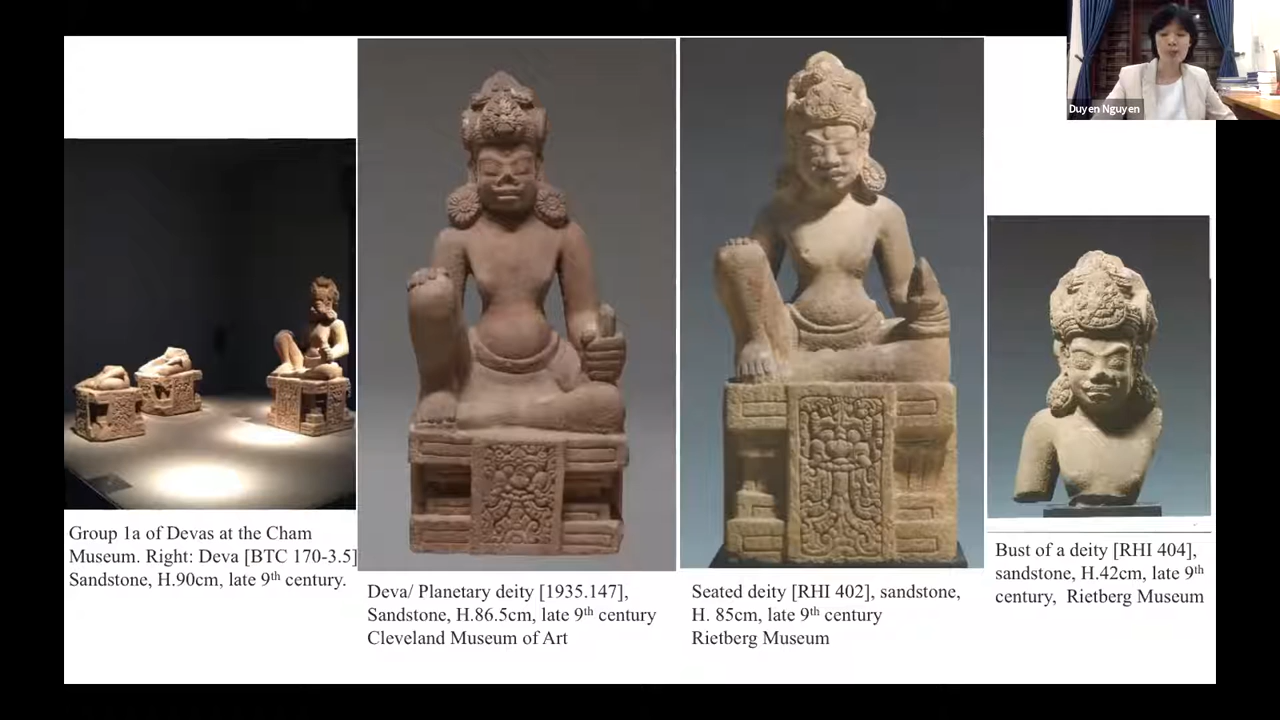 Duyen Nguyen
Group 1a of Devas at the Cham
Museum. Right: Deva [BTC 170-3.5]
Sandstone, H.90cm, late 9th century.
Deva/ Planetary deity [1935.147],
Sandstone, H.86.5cm, late 9th century
Cleveland Museum of Art
Seated deity [RHI 402], sandstone,
H. 85cm, late 9th century
Rietberg Museum
Bust of a deity [RHI 404],
sandstone, H.42cm, late 9th
century, Rietberg Museum